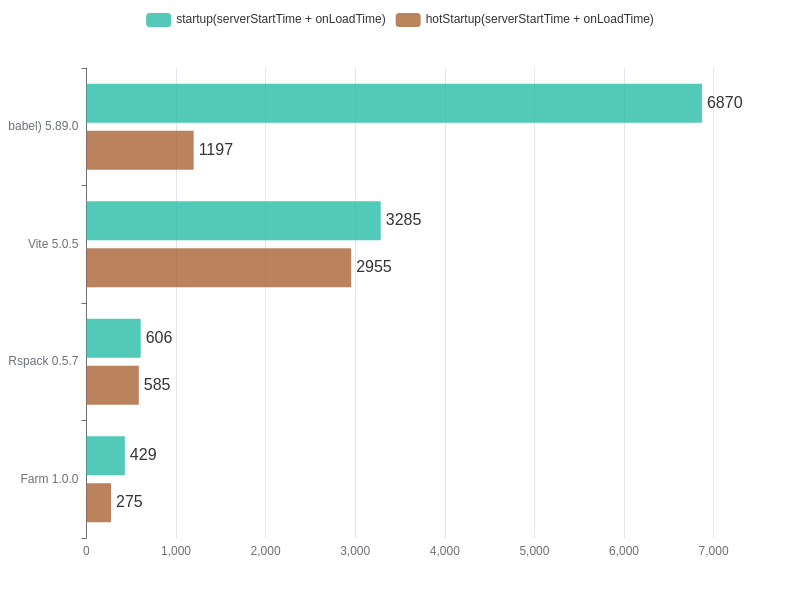 startup(serverStartTime + onLoadTime) hotStartup(serverStartTime + onLoadTime)
6870
babel) 5.89.0
1197
3285
Vite 5.0.5
2955
606
Rspack 0.5.7
585
429
Farm 1.0.0
275
0 1,000 2,000 3,000 4,000 5,000 6,000 7,000